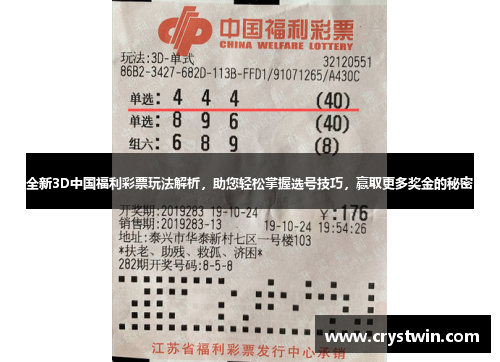 中国福利彩票
CHINA WELFARE LOTTERY
玩法:3D-单式 32120551
86B2-3427-682D-113B-FFD1/91071265/A430C
单选: 4 4 4 (40)
单选: 8 9 6 (40)
组六: 6 8 9 (8)
全新3D中国福利彩票玩法解析，助您轻松掌握选号技巧，赢取更多奖金的秘密
开奖期:2019283 19-10-24 ¥:176
销售期:2019283-13 19-10-24 19:54:26
地址:泰兴市华泰新村七区一号楼103
*扶老、助残、救孤、济困*
282期开奖号码:8-5-8
江苏省福利彩票发行中心承销
www.crystwin.com